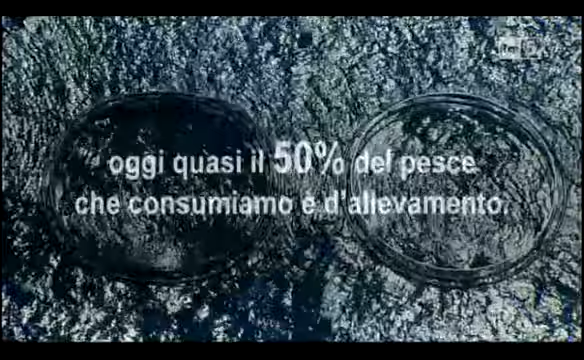 oggi quasi il 50% del pesce
che consumiamo è d'allevamento.